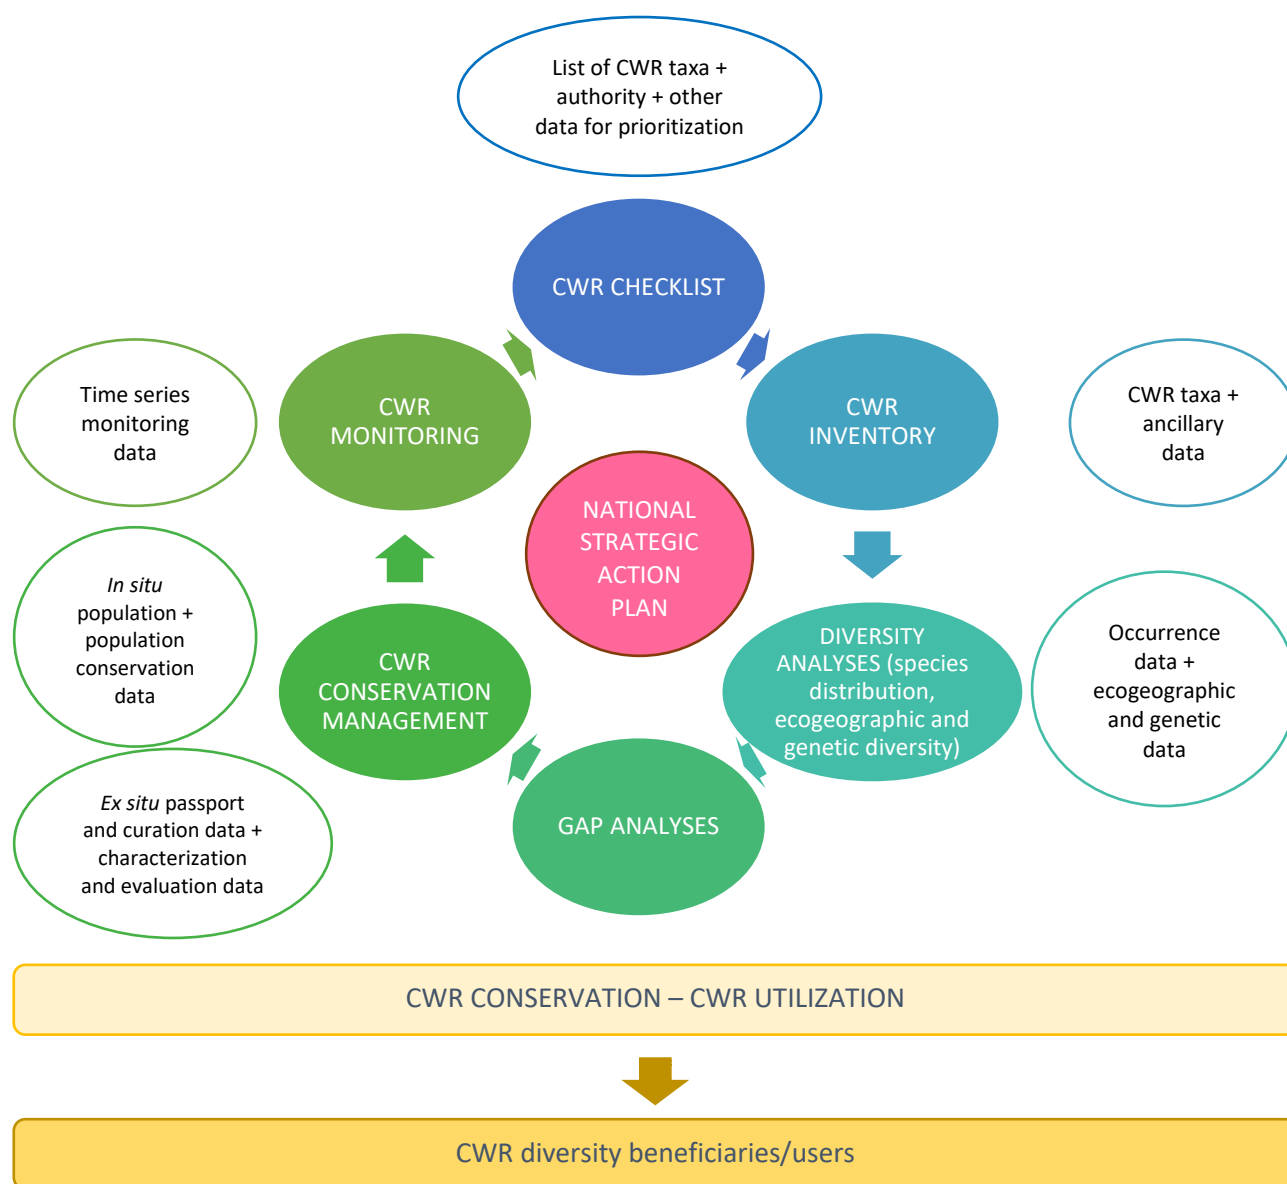 List of CWR taxa +
authority + other
data for prioritization
CWR CHECKLIST
Time series
monitoring
data
CWR
MONITORING
CWR
INVENTORY
CWR taxa +
ancillary
data
NATIONAL
STRATEGIC
ACTION
PLAN
In situ
population +
population
conservation
data
CWR
CONSERVATION
MANAGEMENT
DIVERSITY
ANALYSES (species
distribution,
ecogeographic and
genetic diversity)
Occurrence
data +
ecogeographic
and genetic
data
Ex situ passport
and curation data +
characterization
and evaluation data
GAP ANALYSES
CWR CONSERVATION – CWR UTILIZATION
CWR diversity beneficiaries/users